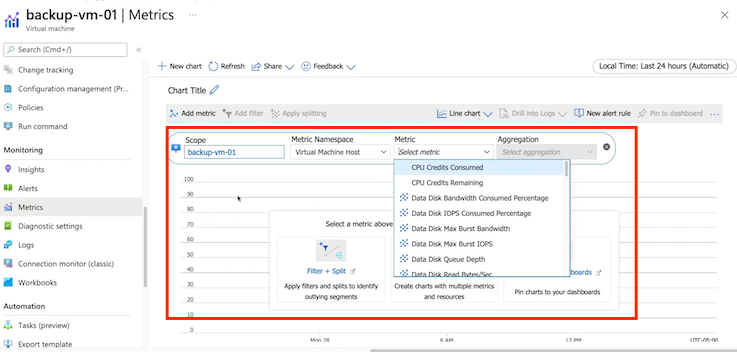 backup-vm-01 | Metrics ...
Virtual machine
Search (Cmd+/)
Change tracking
Configuration management (Pr...
Policies
Run command
Monitoring
Insights
Alerts
Metrics
Diagnostic settings
Logs
Connection monitor (classic)
Workbooks
Automation
Tasks (preview)
Export template
New chart Refresh Share Feedback
Local Time: Last 24 hours (Automatic)
Chart Title
Add metric Add filter Apply splitting
Line chart Drill into Logs New alert rule Pin to dashboard ...
Scope Metric Namespace Metric Aggregation
backup-vm-01 Virtual Machine Host Select metric Select aggregation
CPU Credits Consumed
CPU Credits Remaining
Data Disk Bandwidth Consumed Percentage
Data Disk IOPS Consumed Percentage
Data Disk Max Burst Bandwidth
Data Disk Max Burst IOPS
Data Disk Queue Depth
Data Disk Read Bytes/Sec
100
90
80
70
60
50
40
30
20
10
0
Select a metric above
Filter + Split
Apply filters and splits to identify
outlying segments
Create charts with multiple metrics
and resources
boards
Pin charts to your dashboards
Mon 28 6 AM 12 PM UTC-05:00